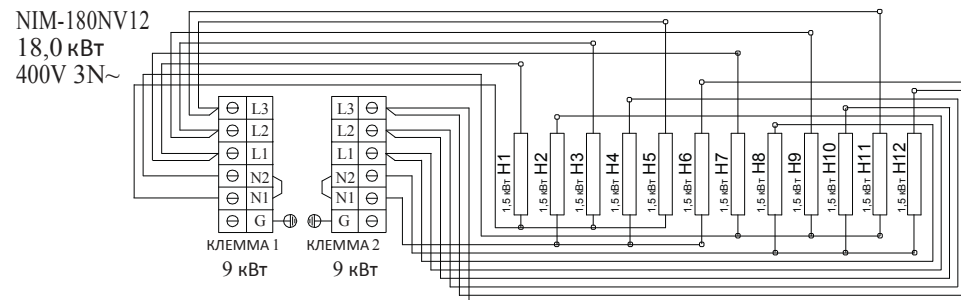 NIM-180NV12
18,0 кВт
400V 3N~
L3
L2
L1
N2
N1
G
КЛЕММА 1
9 кВт
L3
L2
L1
N2
N1
G
КЛЕММА 2
9 кВт
1,5 кВт H1
1,5 кВт H2
1,5 кВт H3
1,5 кВт H4
1,5 кВт H5
1,5 кВт H6
1,5 кВт H7
1,5 кВт H8
1,5 кВт H9
1,5 кВт H10
1,5 кВт H11
1,5 кВт H12